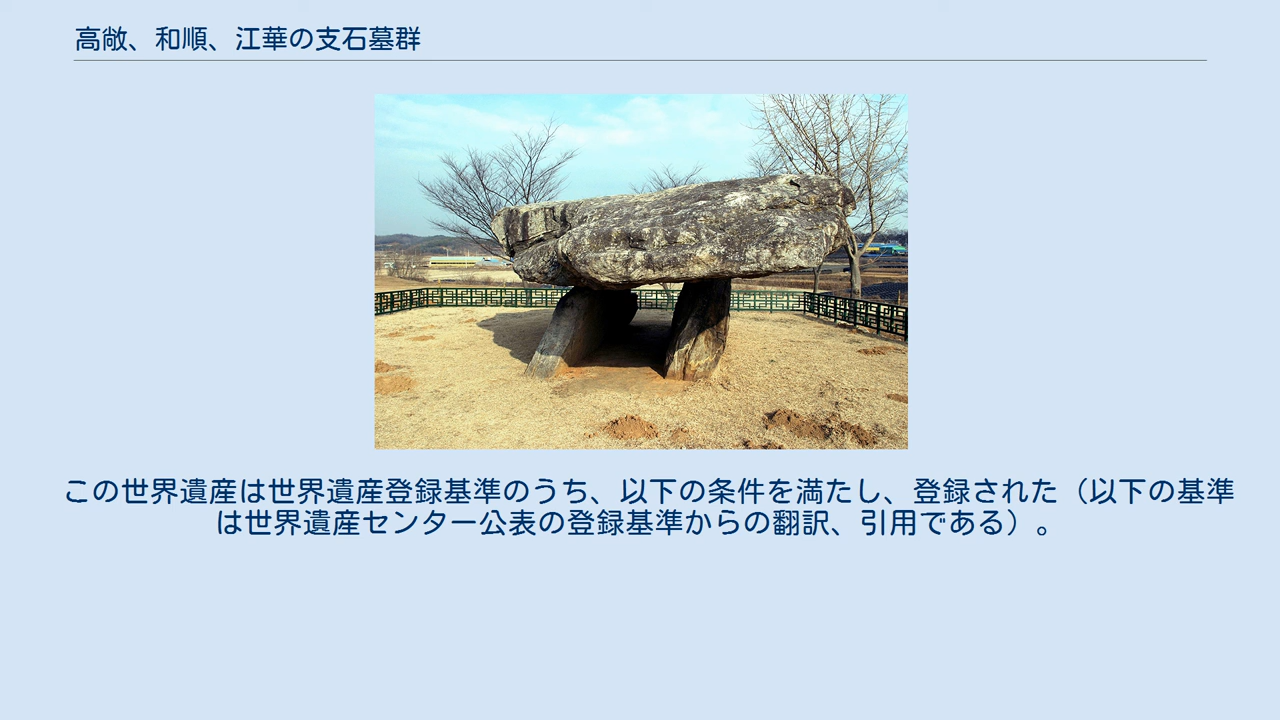 高敞、和順、江華の支石墓群
この世界遺産は世界遺産登録基準のうち、以下の条件を満たし、登録された（以下の基準
は世界遺産センター公表の登録基準からの翻訳、引用である）。